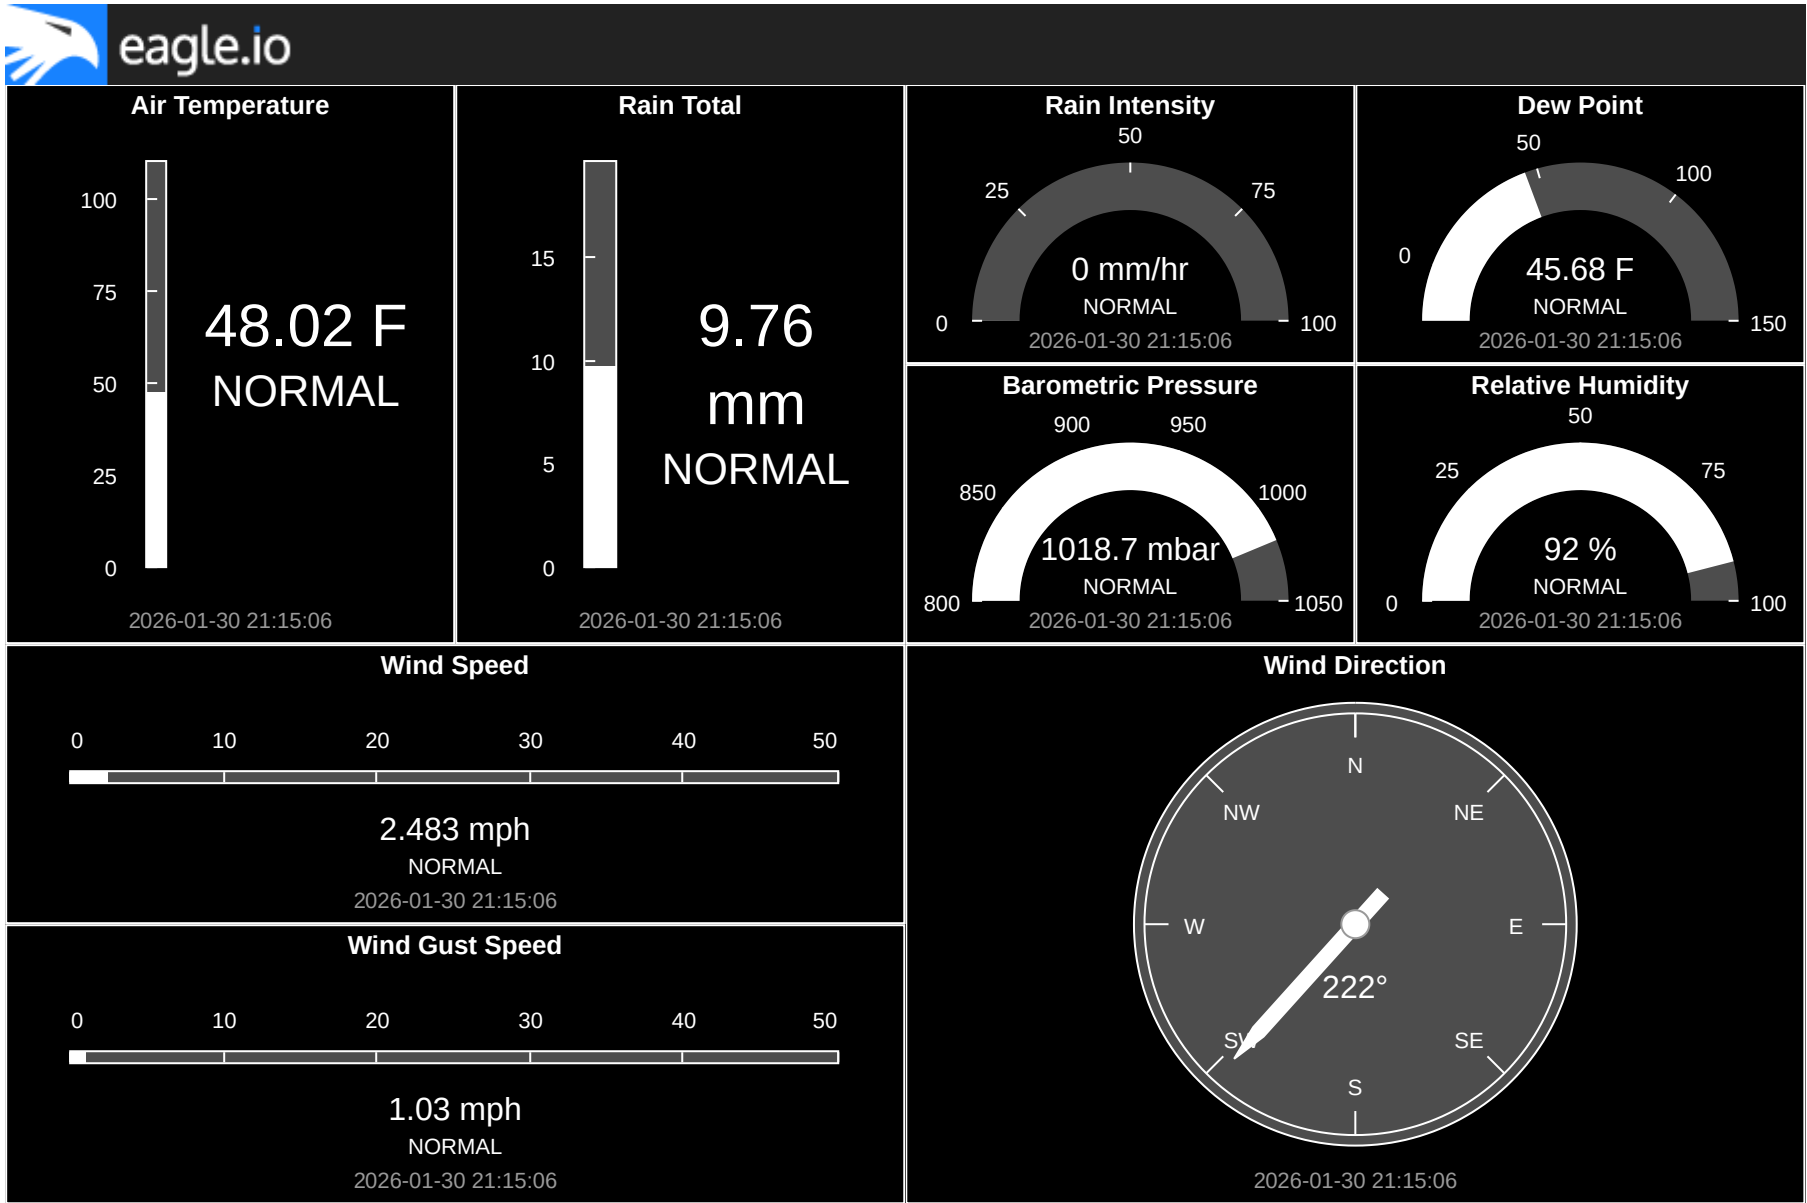 eagle.io
Air Temperature
100
75
50
25
0
48.02 F
NORMAL
2026-01-30 21:15:06
Rain Total
15
10
5
0
9.76
mm
NORMAL
2026-01-30 21:15:06
Rain Intensity
50
25
75
0
100
0 mm/hr
NORMAL
2026-01-30 21:15:06
Dew Point
50
100
0
150
45.68 F
NORMAL
2026-01-30 21:15:06
Barometric Pressure
900
950
850
1000
800
1050
1018.7 mbar
NORMAL
2026-01-30 21:15:06
Relative Humidity
50
25
75
0
100
92 %
NORMAL
2026-01-30 21:15:06
Wind Speed
0 10 20 30 40 50
2.483 mph
NORMAL
2026-01-30 21:15:06
Wind Gust Speed
0 10 20 30 40 50
1.03 mph
NORMAL
2026-01-30 21:15:06
Wind Direction
N
NW
NE
W
E
222°
SW
SE
S
2026-01-30 21:15:06